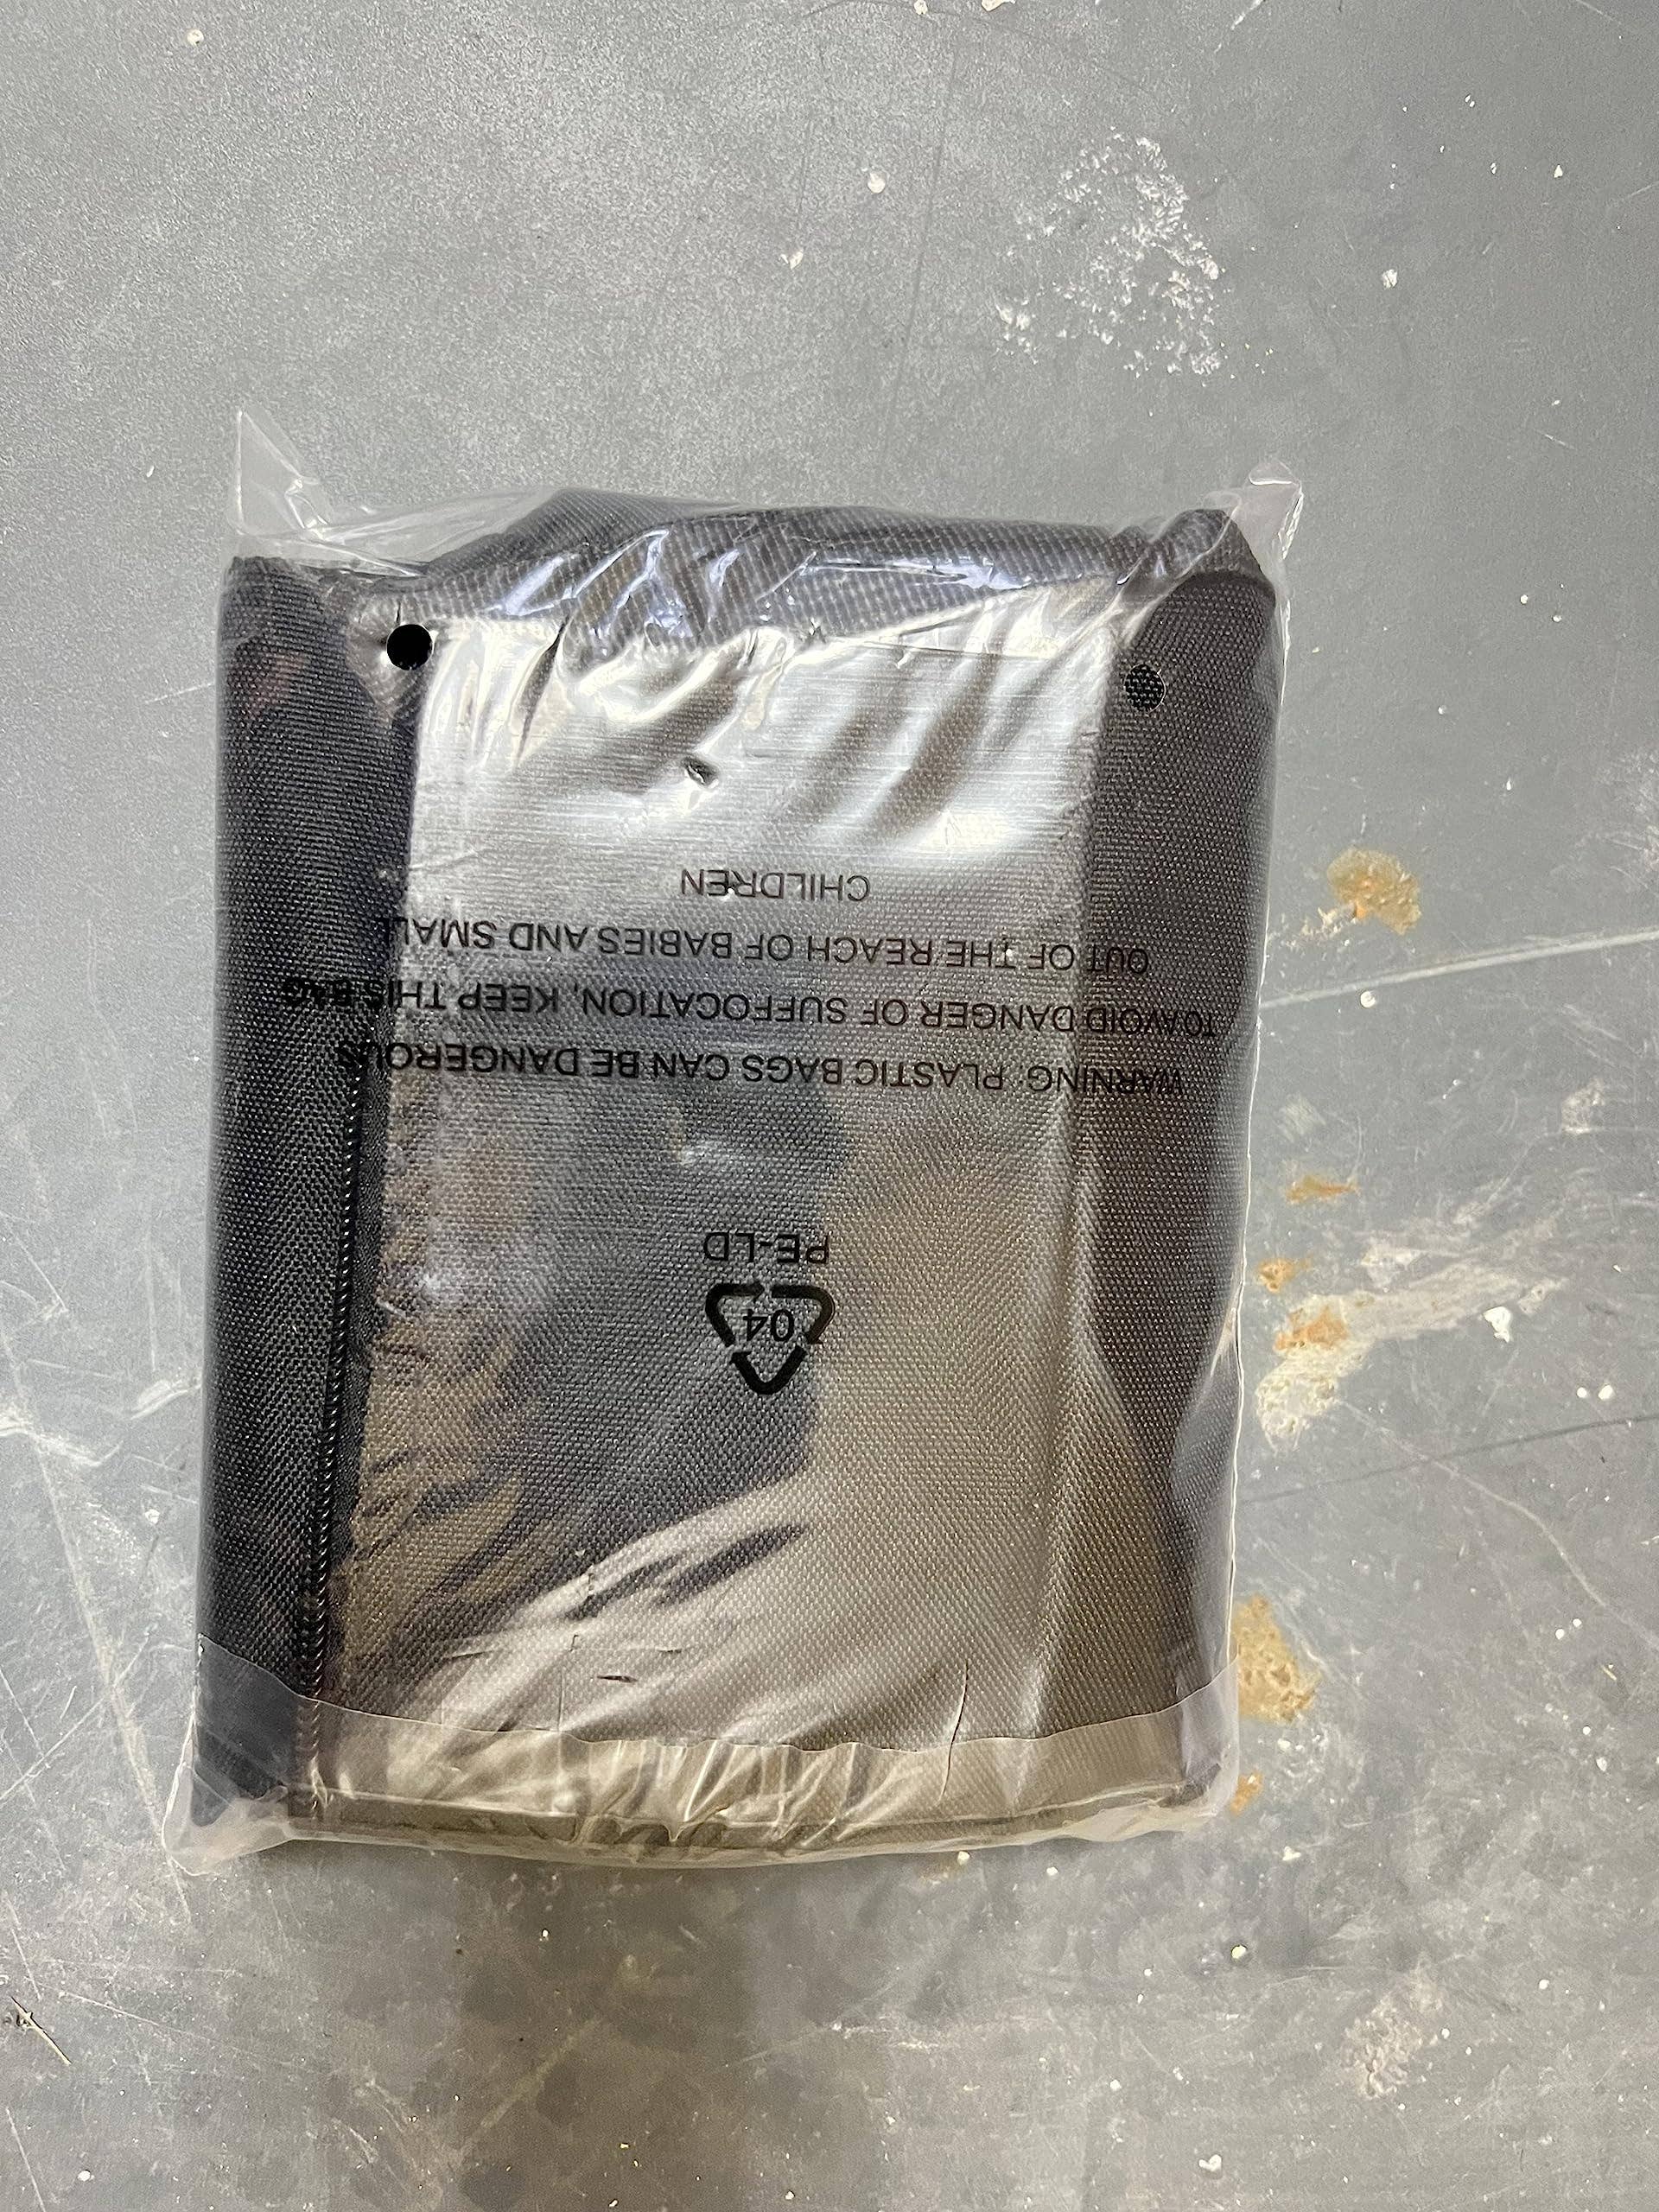 04
PE-LD
WARNING: PLASTIC BAGS CAN BE DANGEROUS
TO AVOID DANGER OF SUFFOCATION, KEEP THIS BAG
OUT OF THE REACH OF BABIES AND SMALL
CHILDREN